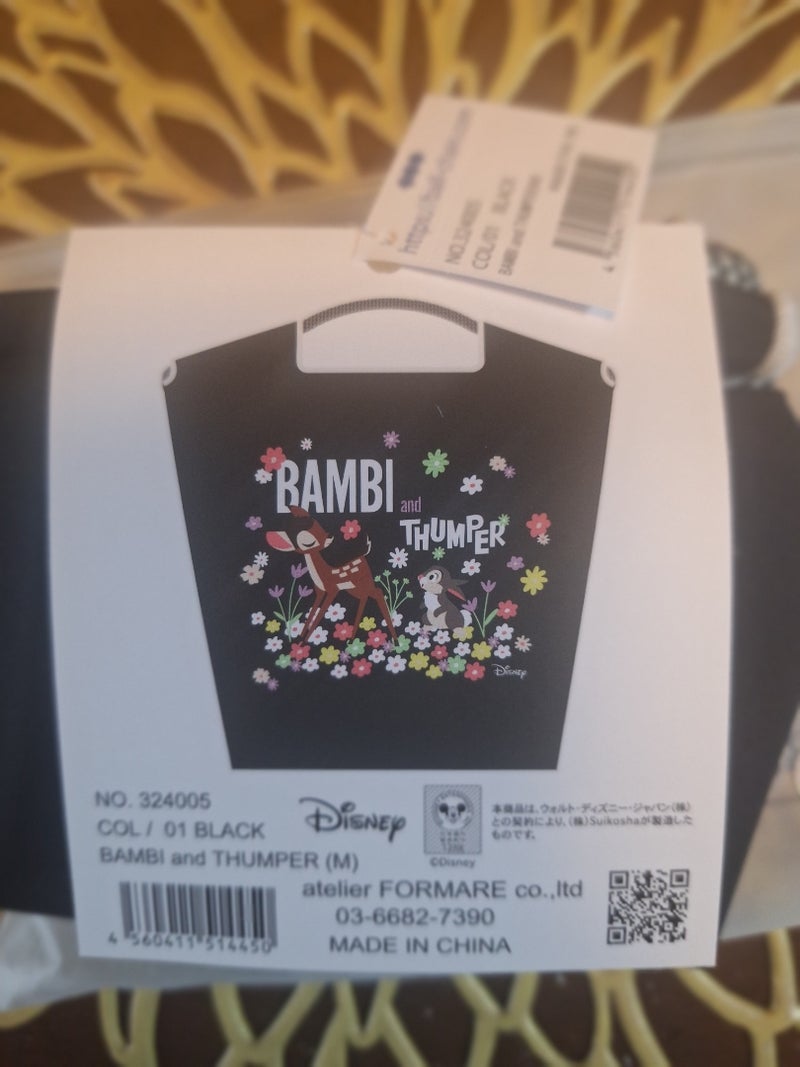 NO.324005
COL.01 BLACK
BAMBI
and
THUMPER
Disney
NO. 324005
COL / 01 BLACK
BAMBI and THUMPER (M)
Disney
©Disney
本商品は、ウォルト・ディズニー・ジャパン(株)
との契約により、(株)Suikoshaが製造した
ものです。
4 560411 514450
atelier FORMARE co.,ltd
03-6682-7390
MADE IN CHINA